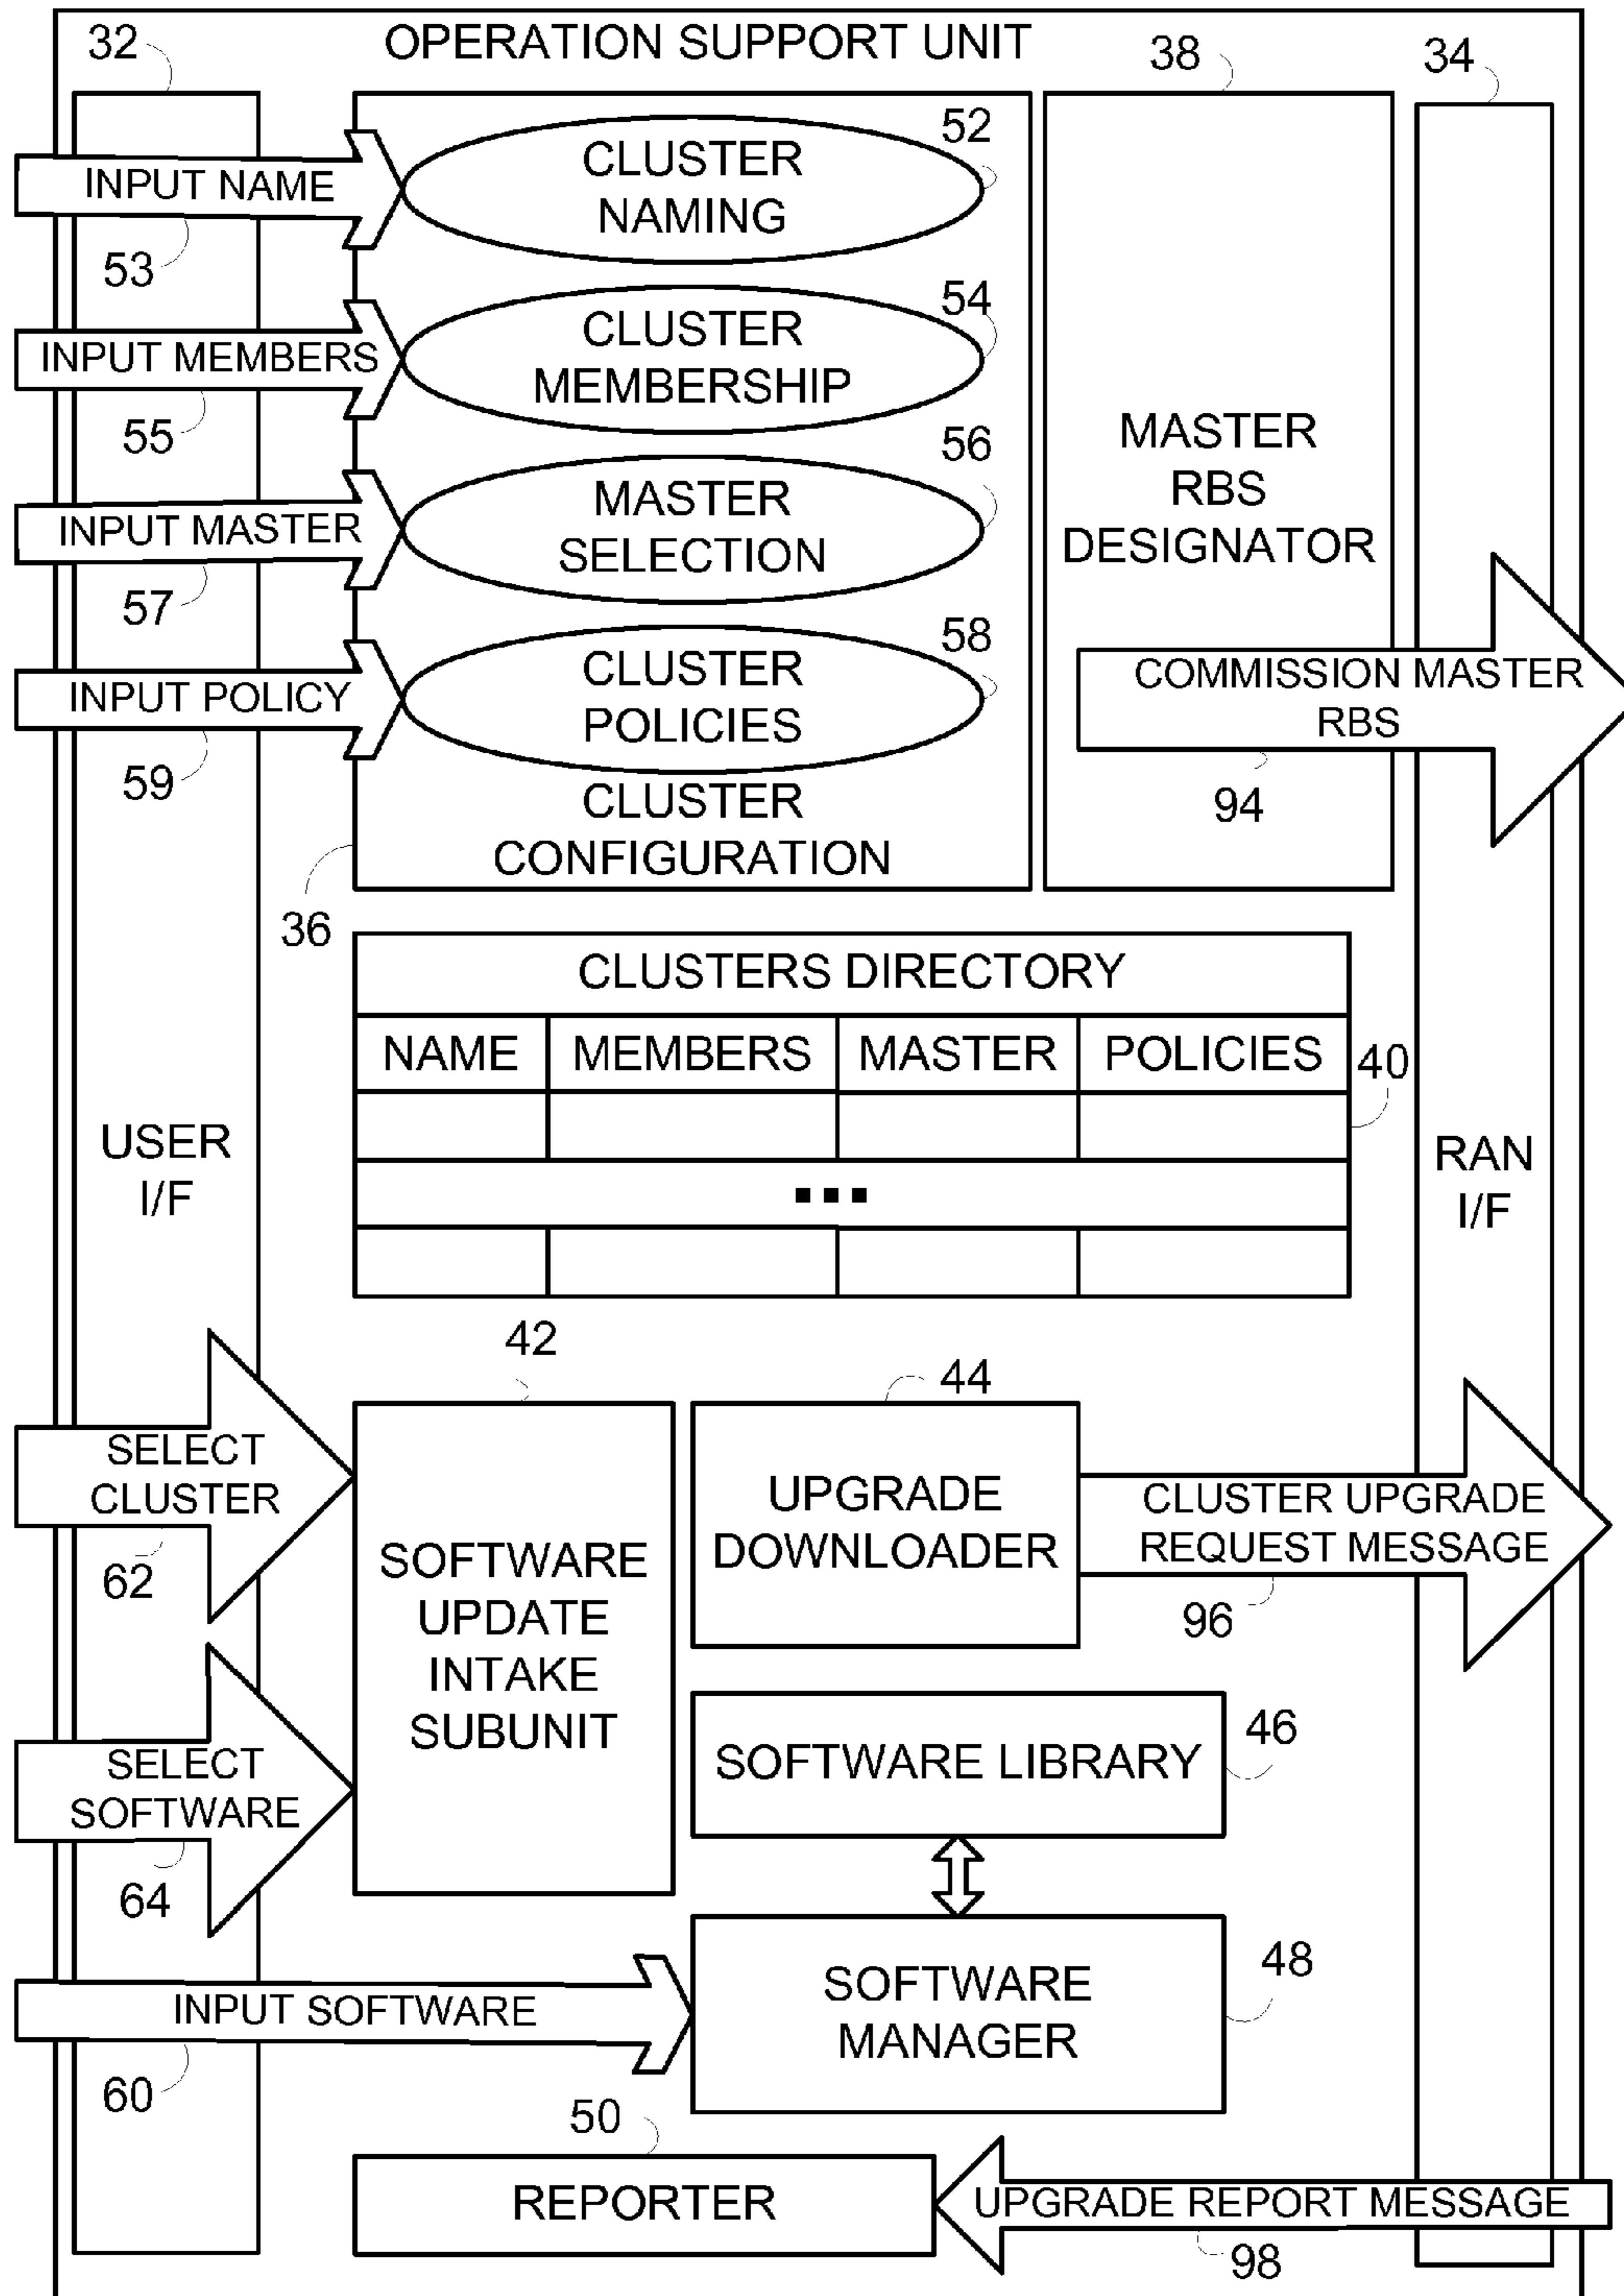 OPERATION SUPPORT UNIT
32
38
34
52
INPUT NAME
CLUSTER
NAMING
53
54
INPUT MEMBERS
CLUSTER
MEMBERSHIP
55
56
INPUT MASTER
MASTER
SELECTION
57
MASTER
RBS
DESIGNATOR
58
INPUT POLICY
CLUSTER
POLICIES
59
COMMISSION MASTER
RBS
94
CLUSTER
CONFIGURATION
36
CLUSTERS DIRECTORY
NAME MEMBERS MASTER POLICIES
40
...
USER
I/F
RAN
I/F
42
44
SELECT
CLUSTER
62
SOFTWARE
UPDATE
INTAKE
SUBUNIT
UPGRADE
DOWNLOADER
CLUSTER UPGRADE
REQUEST MESSAGE
96
SELECT
SOFTWARE
64
SOFTWARE LIBRARY
46
INPUT SOFTWARE
60
SOFTWARE
MANAGER
48
50
REPORTER
UPGRADE REPORT MESSAGE
98